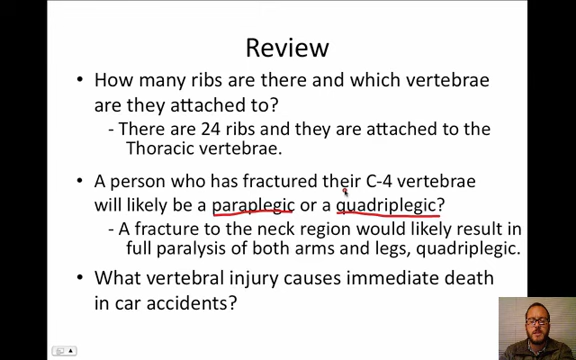 Review
• How many ribs are there and which vertebrae
are they attached to?
- There are 24 ribs and they are attached to the
Thoracic vertebrae.
• A person who has fractured their C-4 vertebrae
will likely be a paraplegic or a quadriplegic?
- A fracture to the neck region would likely result in
full paralysis of both arms and legs, quadriplegic.
• What vertebral injury causes immediate death
in car accidents?